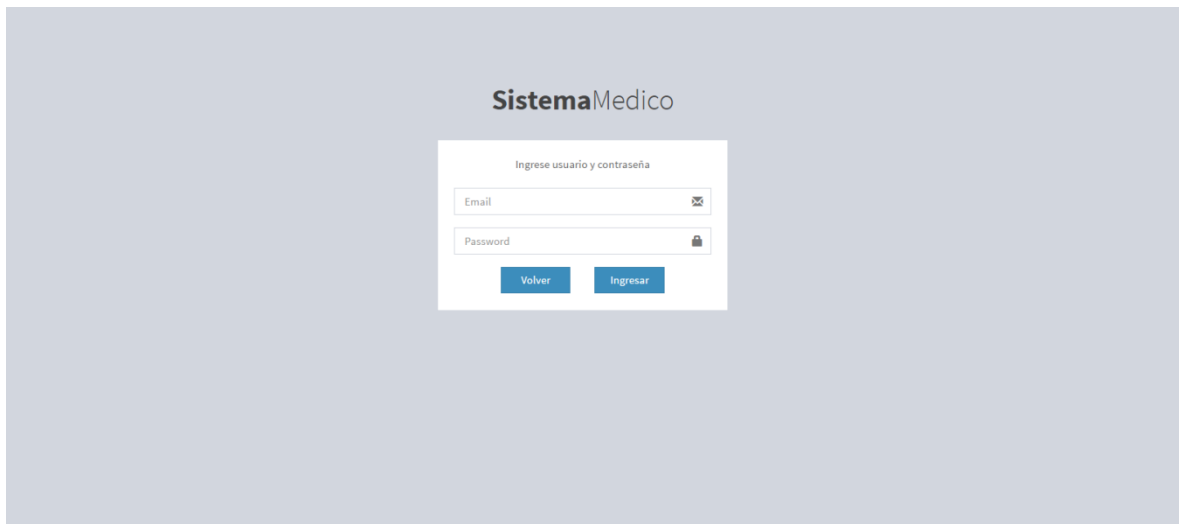 SistemaMedico
Ingrese usuario y contraseña
Email
Password
Volver Ingresar